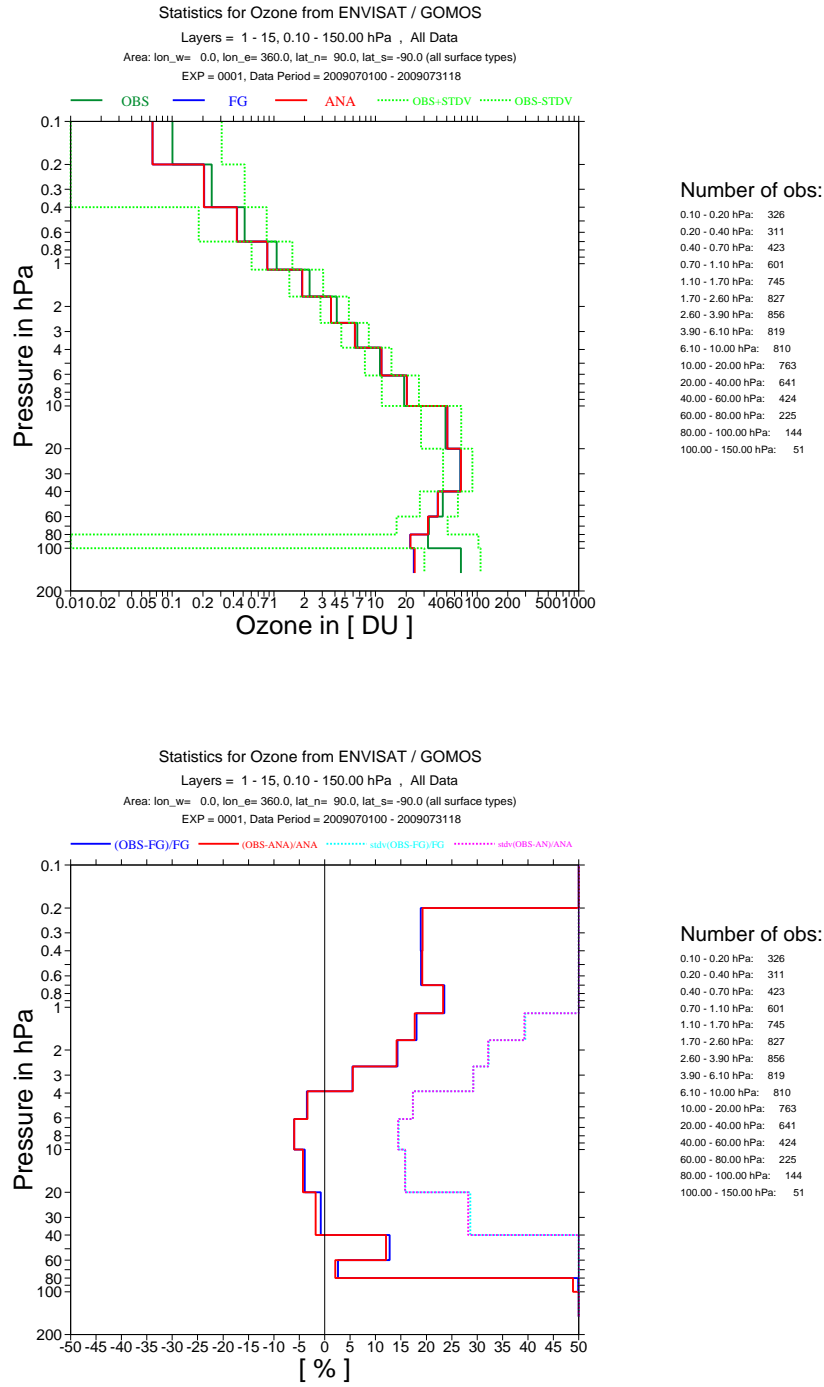 Statistics for Ozone from ENVISAT / GOMOS
Layers = 1 - 15, 0.10 - 150.00 hPa , All Data
Area: lon_w= 0.0, lon_e= 360.0, lat_n= 90.0, lat_s= -90.0 (all surface types)
EXP = 0001, Data Period = 2009070100 - 2009073118
OBS FG ANA OBS+STDV OBS-STDV
0.1
0.2
0.3
0.4
0.6
0.8
1
2
3
4
6
8
10
20
30
40
60
80
100
200
Pressure in hPa
0.01 0.02 0.05 0.1 0.2 0.4 0.7 1 2 3 4 5 7 10 20 40 60 100 200 500 1000
Ozone in [ DU ]
Number of obs:
0.10 - 0.20 hPa: 326
0.20 - 0.40 hPa: 311
0.40 - 0.70 hPa: 423
0.70 - 1.10 hPa: 601
1.10 - 1.70 hPa: 745
1.70 - 2.60 hPa: 827
2.60 - 3.90 hPa: 856
3.90 - 6.10 hPa: 819
6.10 - 10.00 hPa: 810
10.00 - 20.00 hPa: 763
20.00 - 40.00 hPa: 641
40.00 - 60.00 hPa: 424
60.00 - 80.00 hPa: 225
80.00 - 100.00 hPa: 144
100.00 - 150.00 hPa: 51
Statistics for Ozone from ENVISAT / GOMOS
Layers = 1 - 15, 0.10 - 150.00 hPa , All Data
Area: lon_w= 0.0, lon_e= 360.0, lat_n= 90.0, lat_s= -90.0 (all surface types)
EXP = 0001, Data Period = 2009070100 - 2009073118
(OBS-FG)/FG (OBS-ANA)/ANA stdv(OBS-FG)/FG stdv(OBS-AN)/ANA
0.1
0.2
0.3
0.4
0.6
0.8
1
2
3
4
6
8
10
20
30
40
60
80
100
200
Pressure in hPa
-50 -45 -40 -35 -30 -25 -20 -15 -10 -5 0 5 10 15 20 25 30 35 40 45 50
[ % ]
Number of obs:
0.10 - 0.20 hPa: 326
0.20 - 0.40 hPa: 311
0.40 - 0.70 hPa: 423
0.70 - 1.10 hPa: 601
1.10 - 1.70 hPa: 745
1.70 - 2.60 hPa: 827
2.60 - 3.90 hPa: 856
3.90 - 6.10 hPa: 819
6.10 - 10.00 hPa: 810
10.00 - 20.00 hPa: 763
20.00 - 40.00 hPa: 641
40.00 - 60.00 hPa: 424
60.00 - 80.00 hPa: 225
80.00 - 100.00 hPa: 144
100.00 - 150.00 hPa: 51